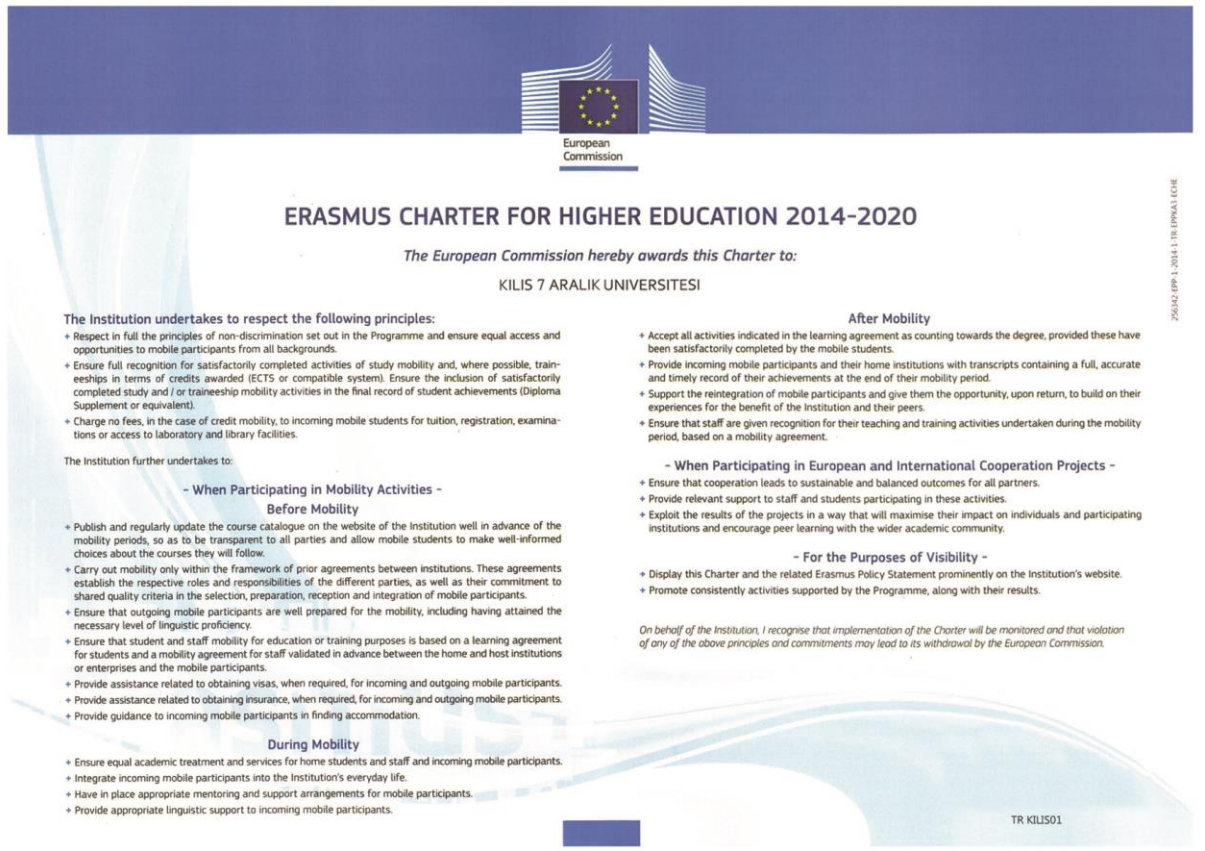 European
Commission
ERASMUS CHARTER FOR HIGHER EDUCATION 2014-2020
The European Commission hereby awards this Charter to:
KILIS 7 ARALIK UNIVERSITESI
The Institution undertakes to respect the following principles:
+ Respect in full the principles of non-discrimination set out in the Programme and ensure equal access and
opportunities to mobile participants from all backgrounds.
+ Ensure full recognition for satisfactorily completed activities of study mobility and, where possible, train-
eeships in terms of credits awarded (ECTS or compatible system). Ensure the inclusion of satisfactorily
completed study and / or traineeship mobility activities in the final record of student achievements (Diploma
Supplement or equivalent).
+ Charge no fees, in the case of credit mobility, to incoming mobile students for tuition, registration, examina-
tions or access to laboratory and library facilities.
The Institution further undertakes to:
- When Participating in Mobility Activities -
Before Mobility
+ Publish and regularly update the course catalogue on the website of the Institution well in advance of the
mobility periods, so as to be transparent to all parties and allow mobile students to make well-informed
choices about the courses they will follow.
+ Carry out mobility only within the framework of prior agreements between institutions. These agreements
establish the respective roles and responsibilities of the different parties, as well as their commitment to
shared quality criteria in the selection, preparation, reception and integration of mobile participants.
+ Ensure that outgoing mobile participants are well prepared for the mobility, including having attained the
necessary level of linguistic proficiency.
+ Ensure that student and staff mobility for education or training purposes is based on a learning agreement
for students and a mobility agreement for staff validated in advance between the home and host institutions
or enterprises and the mobile participants.
+ Provide assistance related to obtaining visas, when required, for incoming and outgoing mobile participants.
+ Provide assistance related to obtaining insurance, when required, for incoming and outgoing mobile participants.
+ Provide guidance to incoming mobile participants in finding accommodation.
During Mobility
+ Ensure equal academic treatment and services for home students and staff and incoming mobile participants.
+ Integrate incoming mobile participants into the Institution's everyday life.
+ Have in place appropriate mentoring and support arrangements for mobile participants.
+ Provide appropriate linguistic support to incoming mobile participants.
After Mobility
+ Accept all activities indicated in the learning agreement as counting towards the degree, provided these have
been satisfactorily completed by the mobile students.
+ Provide incoming mobile participants and their home institutions with transcripts containing a full, accurate
and timely record of their achievements at the end of their mobility period.
+ Support the reintegration of mobile participants and give them the opportunity, upon return, to build on their
experiences for the benefit of the Institution and their peers.
+ Ensure that staff are given recognition for their teaching and training activities undertaken during the mobility
period, based on a mobility agreement.
- When Participating in European and International Cooperation Projects -
+ Ensure that cooperation leads to sustainable and balanced outcomes for all partners.
+ Provide relevant support to staff and students participating in these activities.
+ Exploit the results of the projects in a way that will maximise their impact on individuals and participating
institutions and encourage peer learning with the wider academic community.
- For the Purposes of Visibility -
+ Display this Charter and the related Erasmus Policy Statement prominently on the Institution's website.
+ Promote consistently activities supported by the Programme, along with their results.
On behalf of the Institution, I recognise that implementation of the Charter will be monitored and that violation
of any of the above principles and commitments may lead to its withdrawal by the European Commission.
TR KILIS01
256342-EPP-1-2014-1-TR-EPPKA3-ECHE